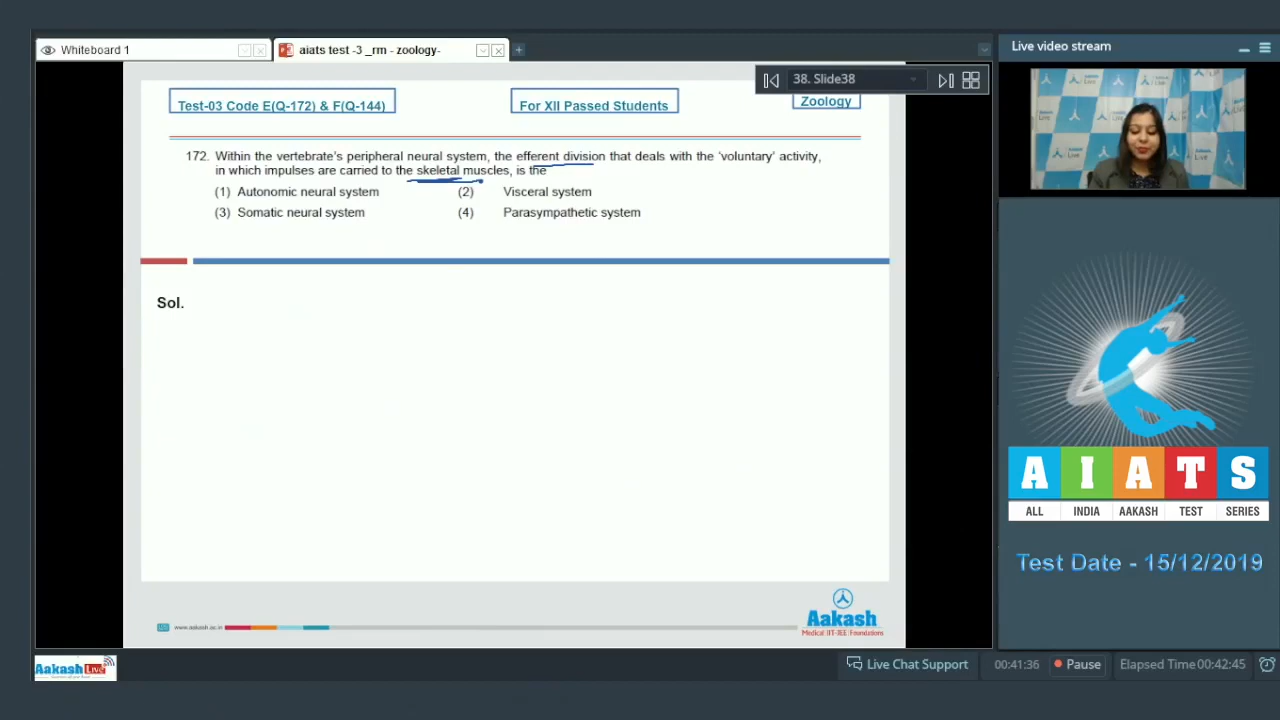 Whiteboard 1
aiats test -3 _rm - zoology-
Live video stream
38. Slide38
Test-03 Code E(Q-172) & F(Q-144)
For XII Passed Students
Zoology
172. Within the vertebrate's peripheral neural system, the efferent division that deals with the 'voluntary' activity,
in which impulses are carried to the skeletal muscles, is the
(1) Autonomic neural system (2) Visceral system
(3) Somatic neural system (4) Parasympathetic system
Sol.
A I A T S
ALL INDIA AAKASH TEST SERIES
Test Date - 15/12/2019
www.aakash.ac.in
Aakash
Medical IIT-JEE Foundations
Aakash Live
Live Chat Support
00:41:36
Pause
Elapsed Time 00:42:45